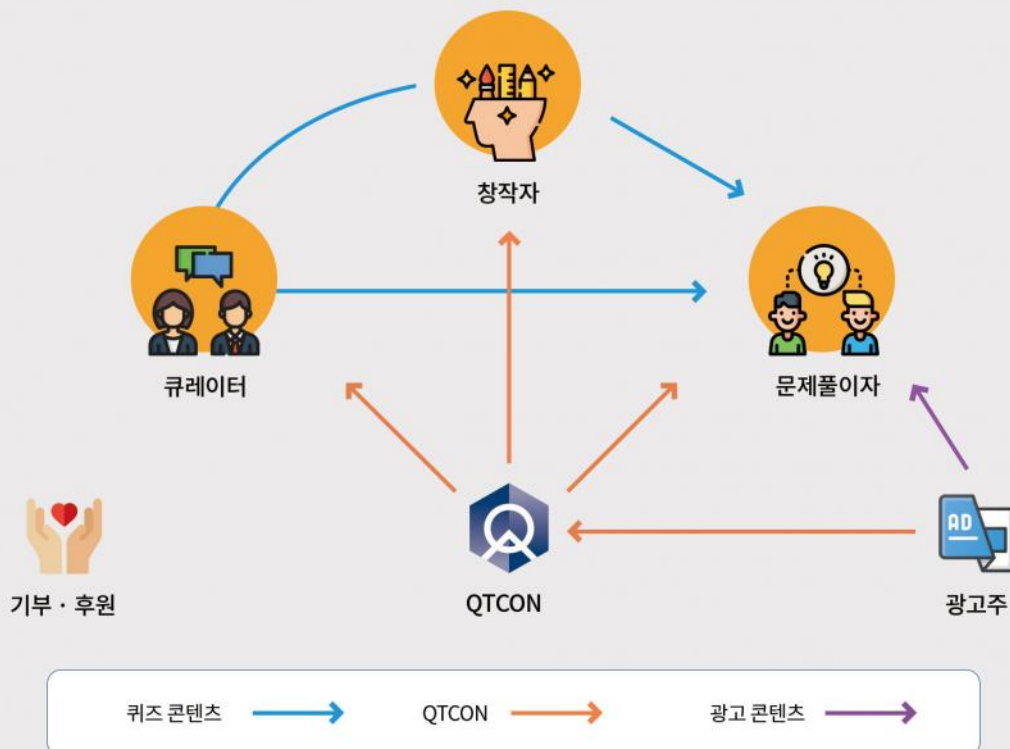 창작자
큐레이터
문제풀이자
AD
기부 · 후원
QTCON
광고주
퀴즈 콘텐츠
QTCON
광고 콘텐츠